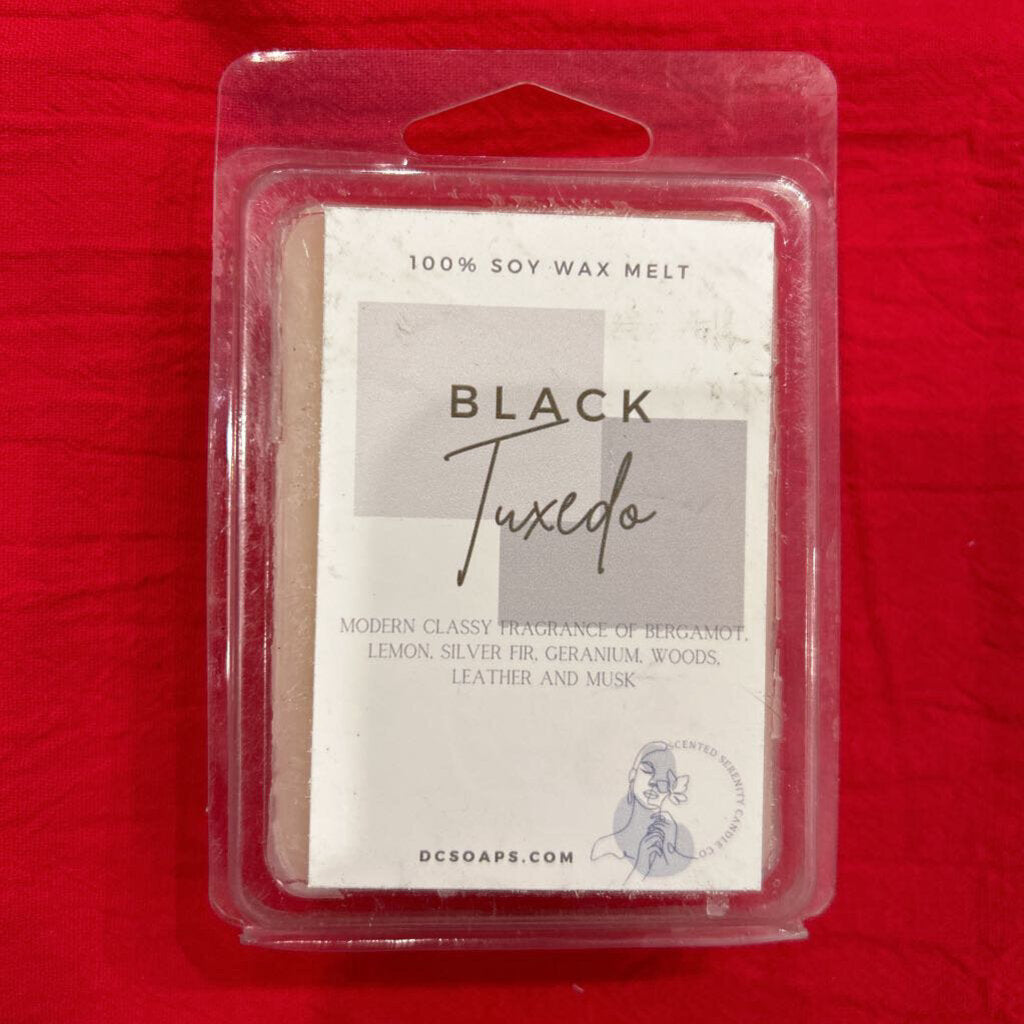 100% SOY WAX MELT
BLACK
Tuxedo
MODERN CLASSY FRAGRANCE OF BERGAMOT,
LEMON, SILVER FIR, GERANIUM, WOODS,
LEATHER AND MUSK
SCENTED SERENITY CANDLE CO
DCSOAPS.COM